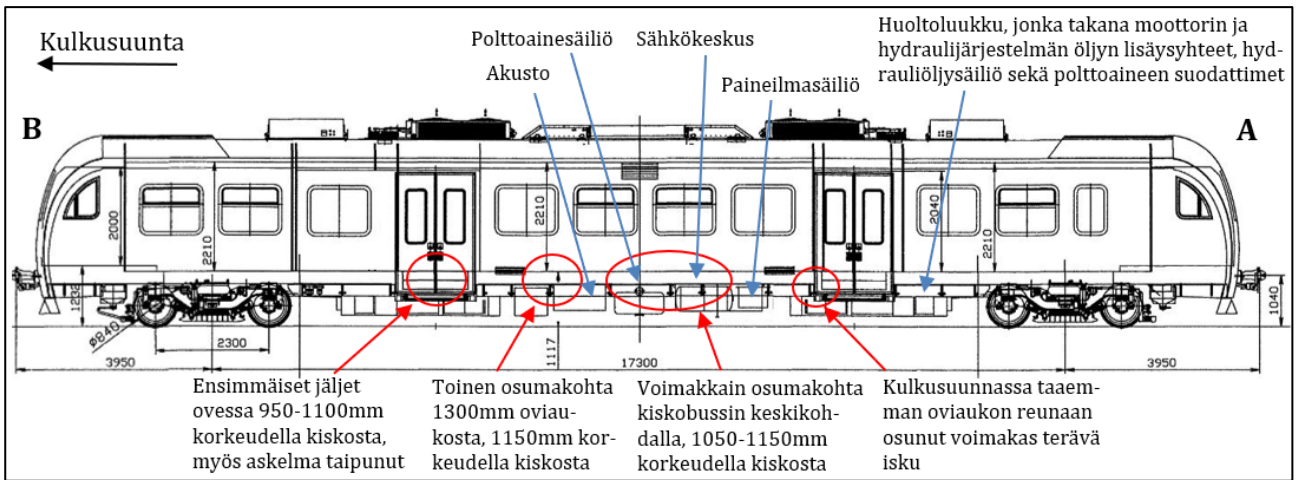 Kulkusuunta
Polttoainesäiliö
Sähkökeskus
Akusto
Paineilmasäiliö
Huoltoluukku, jonka takana moottorin ja
hydraulijärjestelmän öljyn lisäysyhteet, hyd-
rauliöljysäiliö sekä polttoaineen suodattimet
B
A
2000
2210
2210
2210
2040
2210
1232
ø840
2300
3950
1117
17300
3950
1040
Ensimmäiset jäljet
ovessa 950-1100mm
korkeudella kiskosta,
myös askelma taipunut
Toinen osumakohta
1300mm oviau-
kosta, 1150mm kor-
keudella kiskosta
Voimakkain osumakohta
kiskobussin keskikoh-
dalla, 1050-1150mm
korkeudella kiskosta
Kulkusuunnassa taaem-
man oviaukon reunaan
osunut voimakas terävä
isku